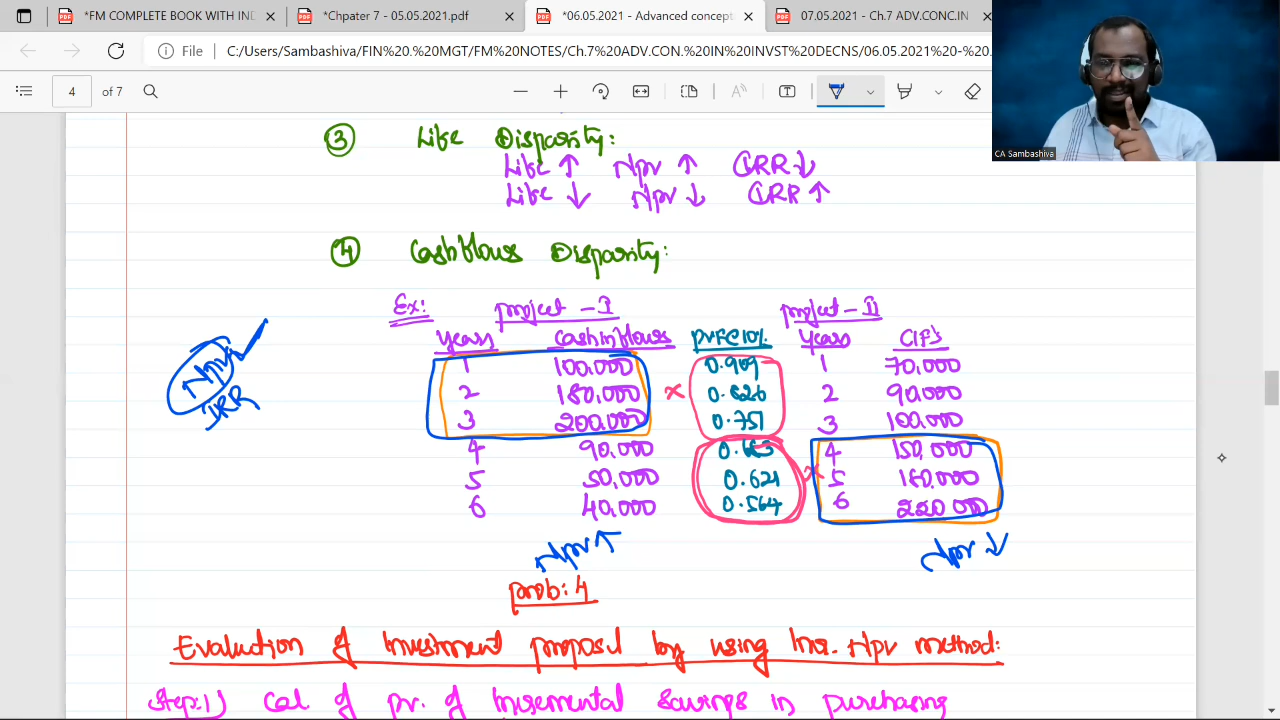 *FM COMPLETE BOOK WITH IND
*Chpater 7 - 05.05.2021.pdf
*06.05.2021 - Advanced concept
07.05.2021 - Ch.7 ADV.CONC.IN
File C:/Users/Sambashiva/FIN%20.%20MGT/FM%20NOTES/Ch.7%20ADV.CON.%20IN%20INVST%20DECNS/06.05.2021%20-%20.
4 of 7
CA Sambashiva
③ Life Disparity:
Life ↑ Npv ↑ IRR ↓
Life ↓ Npv ↓ IRR ↑
④ Cashflows Disparity:
Ex: project - I project - II
years cashinflows pvf@10% years CIF's
1 100,000 0.909 1 70,000
2 180,000 × 0.826 2 90,000
3 200,000 0.751 3 100,000
4 90,000 4 150,000
5 50,000 0.621 × 5 180,000
6 40,000 0.564 6 220,000
Npv
IRR
Npv ↑ Npv ↓
prob: 4
Evaluction of investment proposal by using Inc. Npv method:
Step:1) Cal. of pv. of Incremental Savings in purchasing